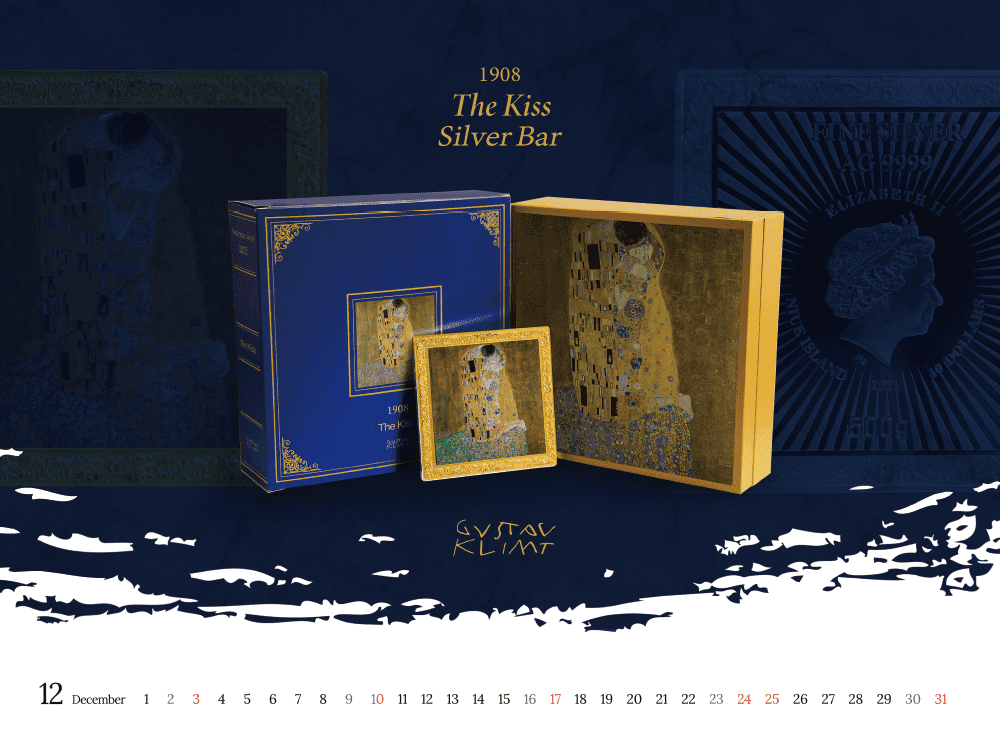 1908
The Kiss
Silver Bar
FINE SILVER
AG 9999
ELIZABETH II
NIUE ISLAND
2021
500g
2022
The Kiss
1908
GUSTAV
KLIMT
12 December 1 2 3 4 5 6 7 8 9 10 11 12 13 14 15 16 17 18 19 20 21 22 23 24 25 26 27 28 29 30 31